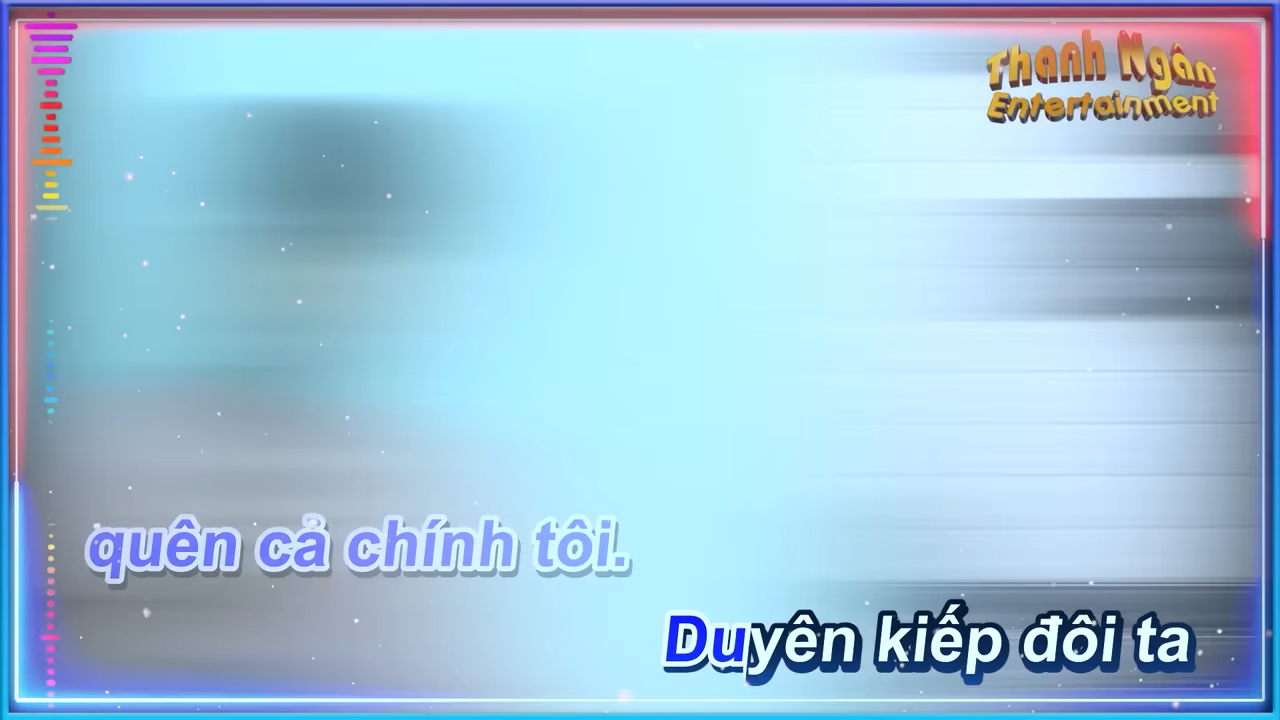 Thanh Ngân
Entertainment
quên cả chính tôi.
Duyên kiếp đôi ta